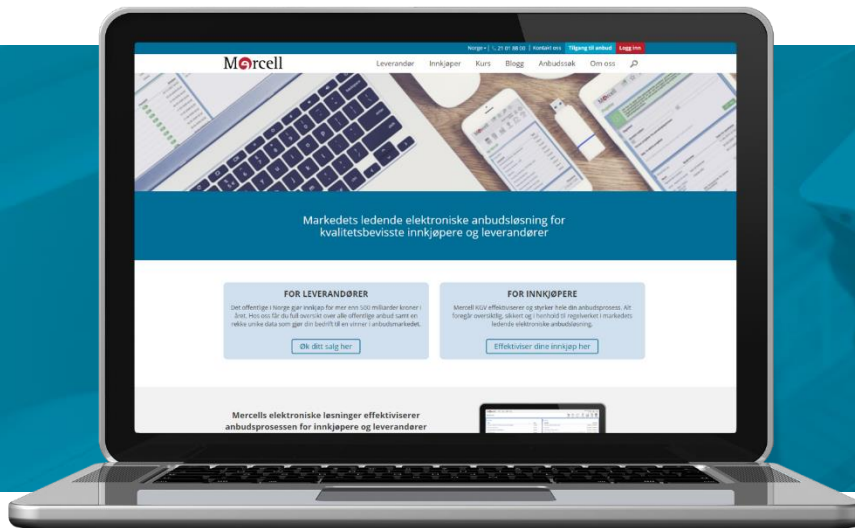 Norge
21 01 88 00
Kontakt oss
Tilgang til anbud
Logg inn
Mercell
Leverandør Innkjøper Kurs Blogg Anbudssøk Om oss
Markedets ledende elektroniske anbudsløsning for
kvalitetsbevisste innkjøpere og leverandører
FOR LEVERANDØRER
Det offentlige i Norge gjør innkjøp for mer enn 500 milliarder kroner i
året. Hos oss får du full oversikt over alle offentlige anbud samt en
rekke unike data som gjør din bedrift til en vinner i anbudsmarkedet.
Øk ditt salg her
FOR INNKJØPERE
Mercell KGV effektiviserer og styrker hele din anbudsprosess. Alt
foregår oversiktlig, sikkert og i henhold til regelverket i markedets
ledende elektroniske anbudsløsning.
Effektiviser dine innkjøp her
Mercells elektroniske løsninger effektiviserer
anbudsprosessen for innkjøpere og leverandører